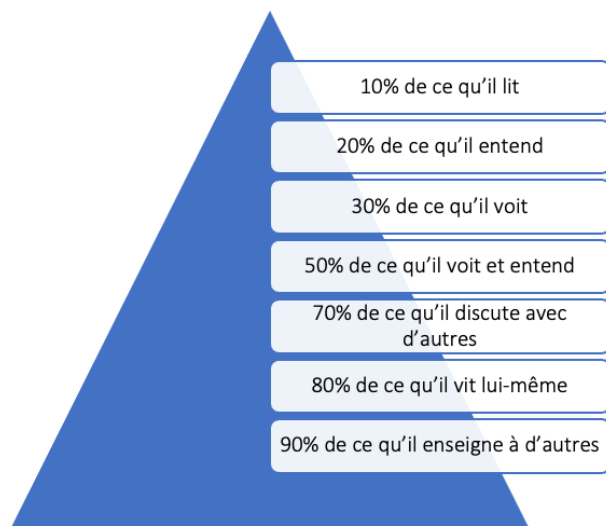 10% de ce qu’il lit
20% de ce qu’il entend
30% de ce qu’il voit
50% de ce qu’il voit et entend
70% de ce qu’il discute avec
d’autres
80% de ce qu’il vit lui-même
90% de ce qu’il enseigne à d’autres